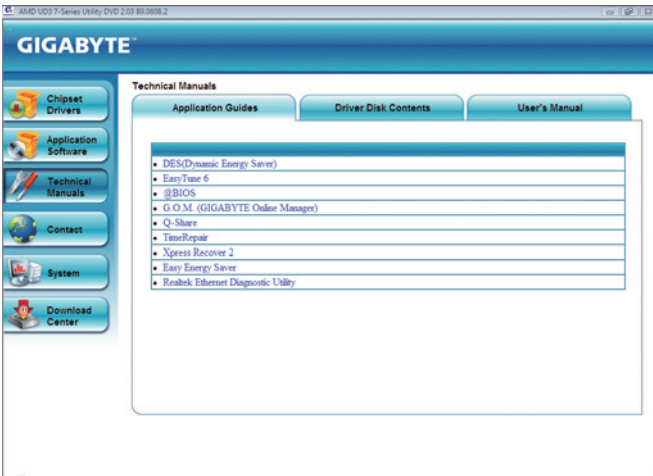 AMD UD3 7-Series Utility DVD 2.03 B9.0608.2
GIGABYTE™
Chipset
Drivers
Application
Software
Technical
Manuals
Contact
System
Download
Center
Technical Manuals
Application Guides
Driver Disk Contents
User's Manual
DES(Dynamic Energy Saver)
EasyTune 6
@BIOS
G.O.M. (GIGABYTE Online Manager)
Q-Share
TimeRepair
Xpress Recover 2
Easy Energy Saver
Realtek Ethernet Diagnostic Utility